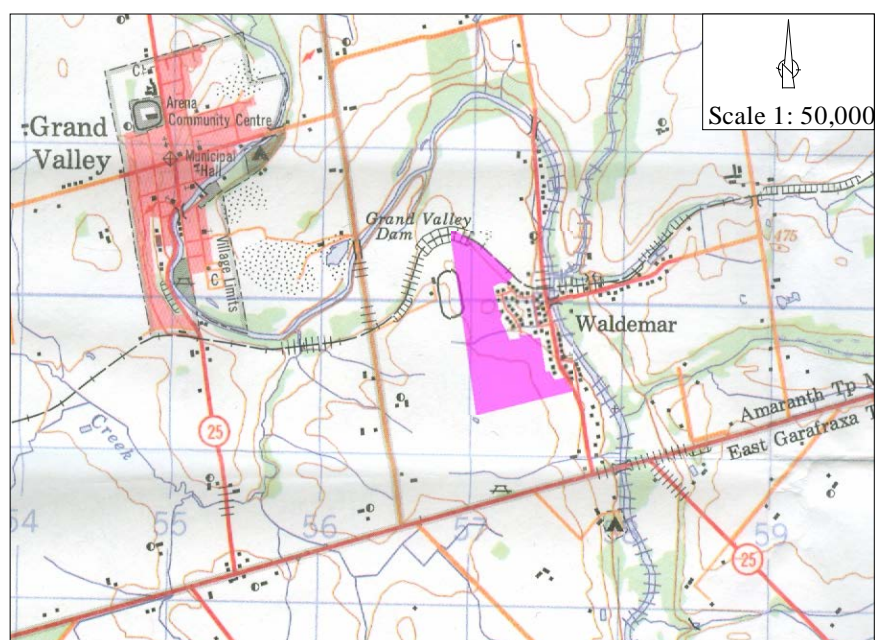 Scale 1: 50,000
Grand
Valley
Arena
Community Centre
Municipal
Hall
Village Limits
C
Grand Valley
Dam
475
Waldemar
25
Creek
Amaranth Tp
East Garafraxa T
54
55
56
57
59
25